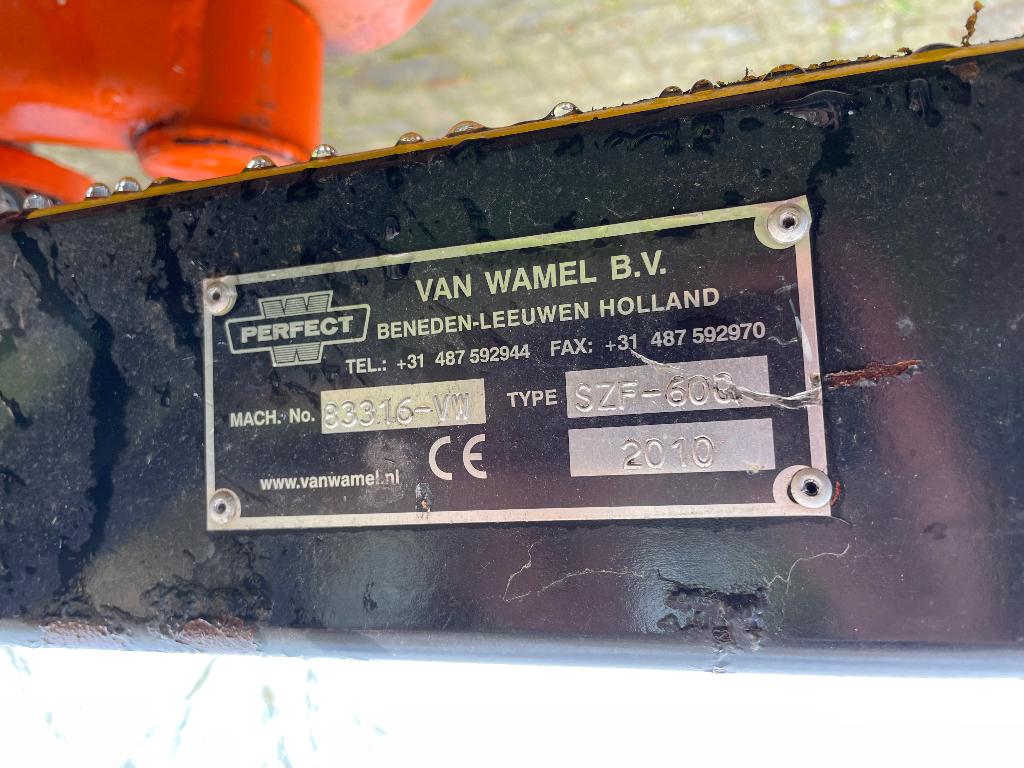 VAN WAMEL B.V.
PERFECT
BENEDEN-LEEUWEN HOLLAND
TEL.: +31 487 592944 FAX: +31 487 592970
MACH. No. 83316-VW TYPE
2010
CE
www.vanwamel.nl